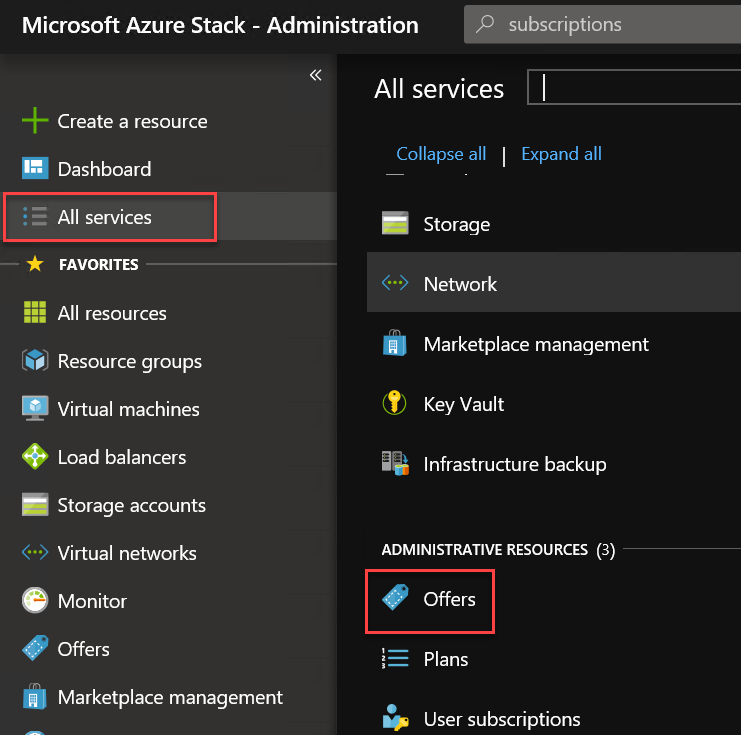 Microsoft Azure Stack - Administration
subscriptions
«
Create a resource
Dashboard
All services
FAVORITES
All resources
Resource groups
Virtual machines
Load balancers
Storage accounts
Virtual networks
Monitor
Offers
Marketplace management
All services
Collapse all | Expand all
Storage
Network
Marketplace management
Key Vault
Infrastructure backup
ADMINISTRATIVE RESOURCES (3)
Offers
Plans
User subscriptions